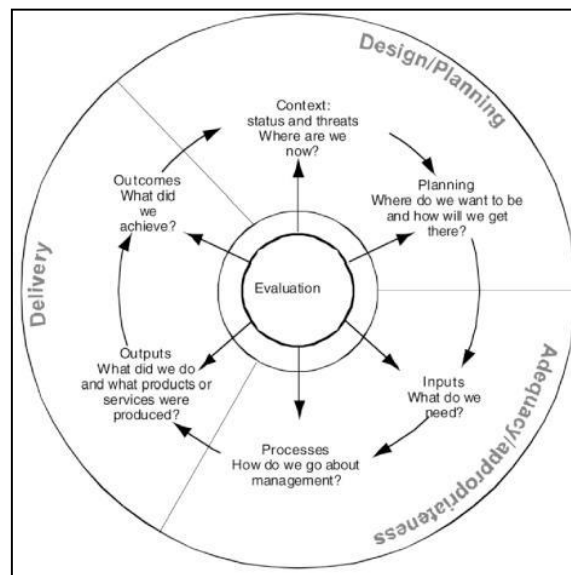 Design/Planning
Context:
status and threats
Where are we
now?
Planning
Where do we want to be
and how will we get
there?
Outcomes
What did
we
achieve?
Delivery
Evaluation
Outputs
What did we do
and what products or
services were
produced?
Inputs
What do we
need?
Processes
How do we go about
management?
Adequacy/appropriateness